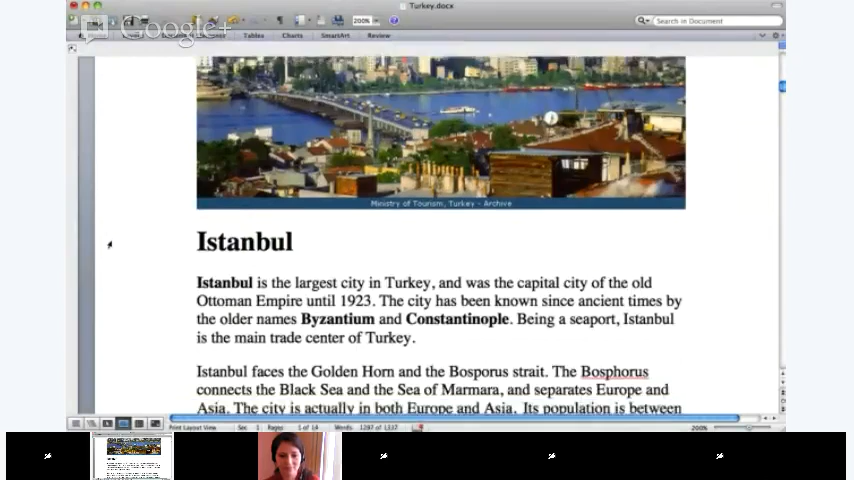 Turkey.docx
Google+
200%
Search in Document
Tables
Charts
SmartArt
Review
Ministry of Tourism, Turkey - Archive
Istanbul
Istanbul is the largest city in Turkey, and was the capital city of the old
Ottoman Empire until 1923. The city has been known since ancient times by
the older names Byzantium and Constantinople. Being a seaport, Istanbul
is the main trade center of Turkey.
Istanbul faces the Golden Horn and the Bosporus strait. The Bosphorus
connects the Black Sea and the Sea of Marmara, and separates Europe and
Asia. The city is actually in both Europe and Asia. Its population is between
Print Layout View
Sec 1
Pages: 1 of 14
Words: 1297 of 1337
200%